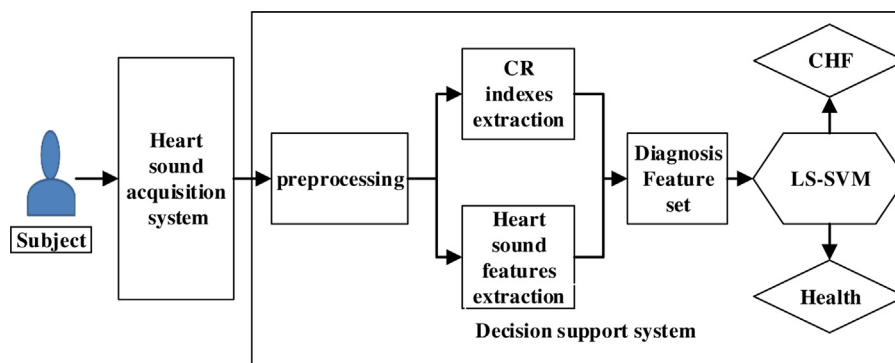 Subject
Heart
sound
acquisition
system
preprocessing
CR
indexes
extraction
Heart
sound
features
extraction
Diagnosis
Feature
set
LS-SVM
CHF
Health
Decision support system